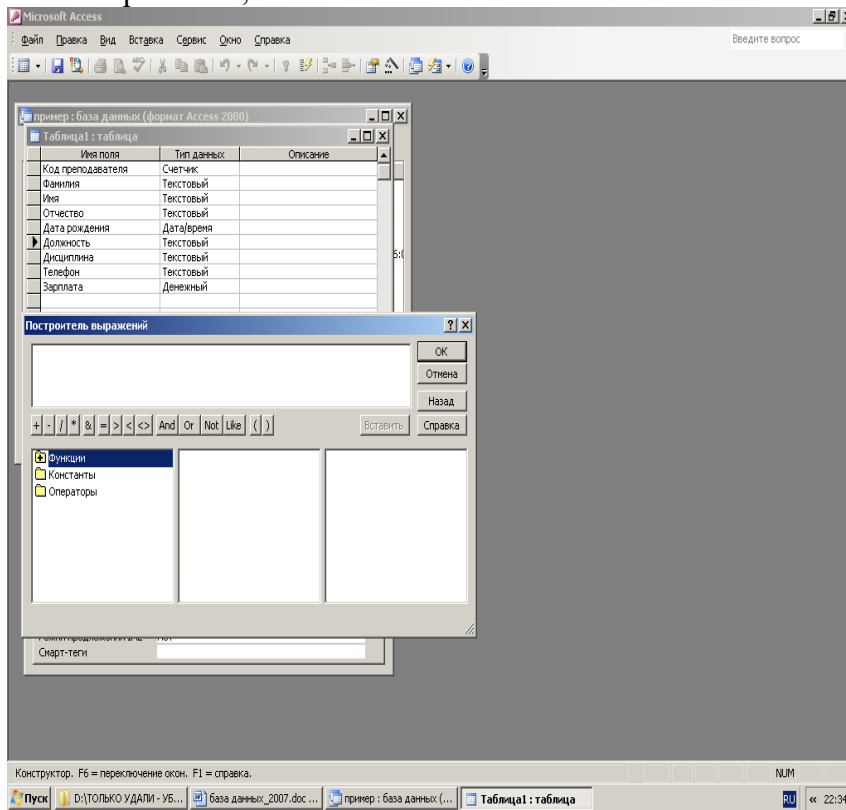 Microsoft Access
Файл Правка Вид Вставка Сервис Окно Справка
Введите вопрос
пример : база данных (формат Access 2000)
Таблица1 : таблица
Имя поля Тип данных Описание
Код преподавателя Счетчик
Фамилия Текстовый
Имя Текстовый
Отчество Текстовый
Дата рождения Дата/время
Должность Текстовый
Дисциплина Текстовый
Телефон Текстовый
Зарплата Денежный
Построитель выражений
OK
Отмена
Назад
+ - / * & = > < <> And Or Not Like ( ) Вставить Справка
Функции
Константы
Операторы
Смарт-теги
Конструктор. F6 = переключение окон. F1 = справка.
NUM
Пуск D:\ТОЛЬКО УДАЛИ - УБ... база данных_2007.doc ... пример : база данных (... Таблица1 : таблица RU « 22:34